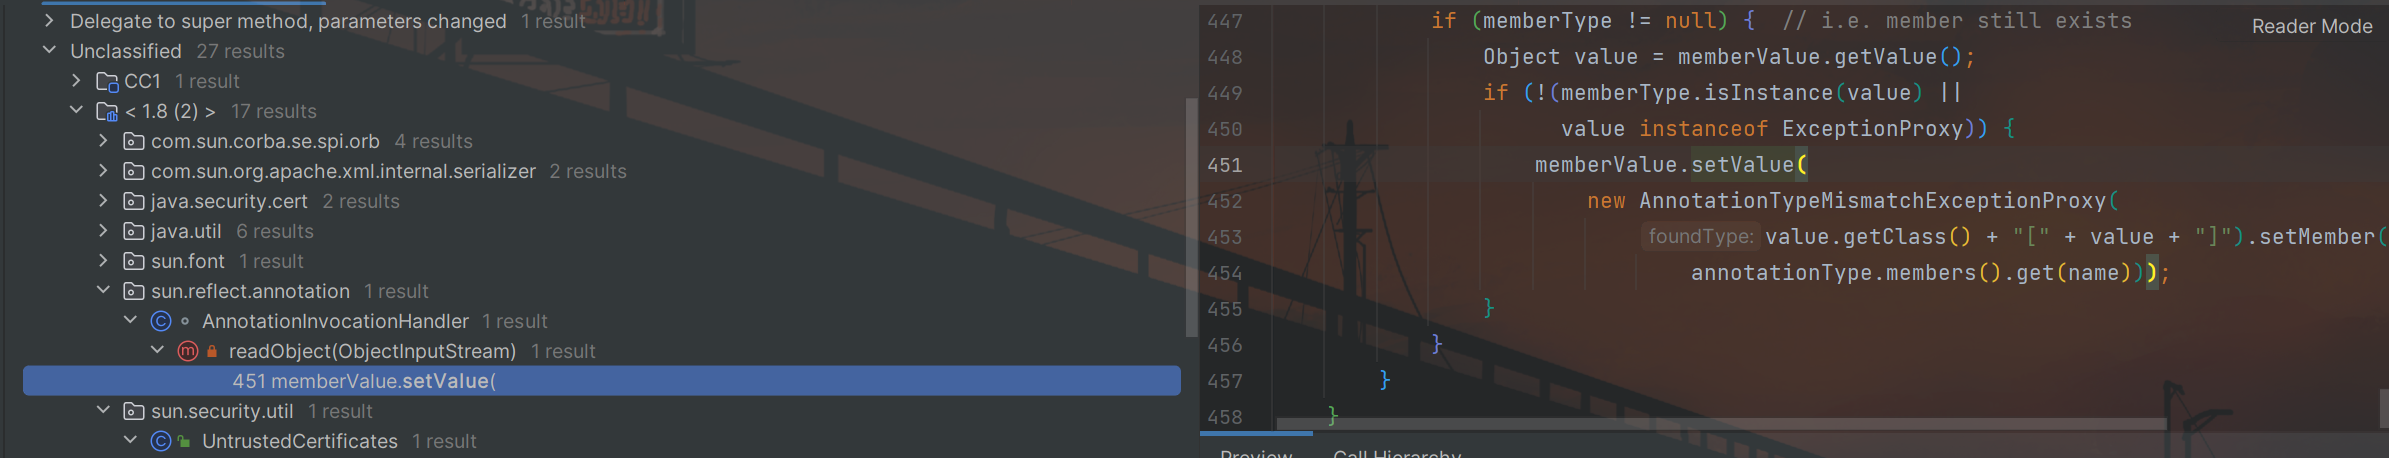 Delegate to super method, parameters changed 1 result
Unclassified 27 results
CC1 1 result
< 1.8 (2) > 17 results
com.sun.corba.se.spi.orb 4 results
com.sun.org.apache.xml.internal.serializer 2 results
java.security.cert 2 results
java.util 6 results
sun.font 1 result
sun.reflect.annotation 1 result
AnnotationInvocationHandler 1 result
readObject(ObjectInputStream) 1 result
451 memberValue.setValue(
sun.security.util 1 result
UntrustedCertificates 1 result
447 if (memberType != null) { // i.e. member still exists
Reader Mode
448 Object value = memberValue.getValue();
449 if (!(memberType.isInstance(value) ||
450 value instanceof ExceptionProxy)) {
451 memberValue.setValue(
452 new AnnotationTypeMismatchExceptionProxy(
453 foundType: value.getClass() + "[" + value + "]").setMember(
454 annotationType.members().get(name)));
455 }
456 }
457 }
458 }
Preview Call Hierarchy